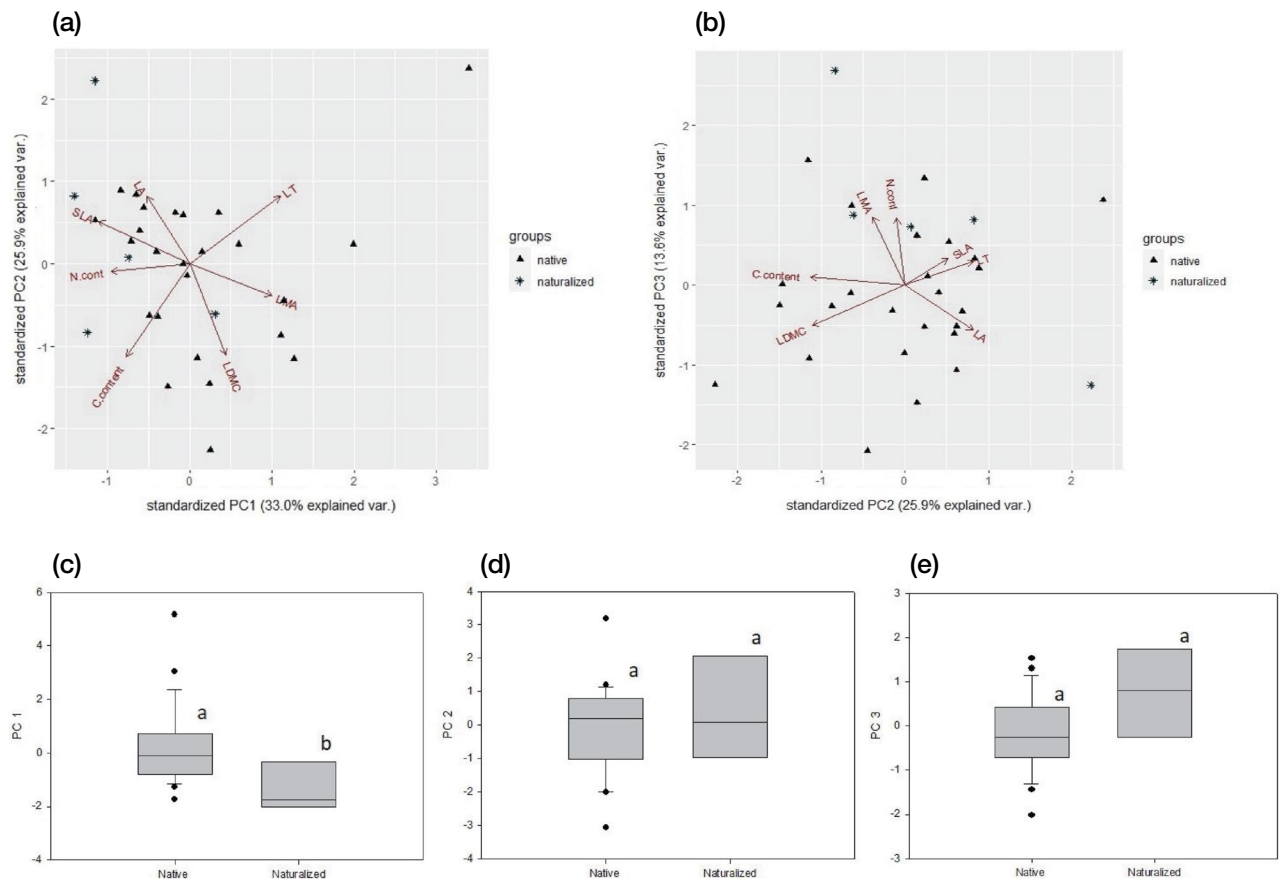 (a)
2
1
0
-1
-2
-1
0
1
2
3
standardized PC2 (25.9% explained var.)
standardized PC1 (33.0% explained var.)
LA
LT
SLA
N.cont
LMA
LDMC
C.content
groups
native
naturalized
(b)
2
1
0
-1
-2
-2
-1
0
1
2
standardized PC3 (13.6% explained var.)
standardized PC2 (25.9% explained var.)
LMA
N.cont
SLA
LT
C.content
LDMC
LA
groups
native
naturalized
(c)
6
4
2
0
-2
-4
PC 1
a
b
Native
Naturalized
(d)
4
3
2
1
0
-1
-2
-3
-4
PC 2
a
a
Native
Naturalized
(e)
3
2
1
0
-1
-2
-3
PC 3
a
a
Native
Naturalized